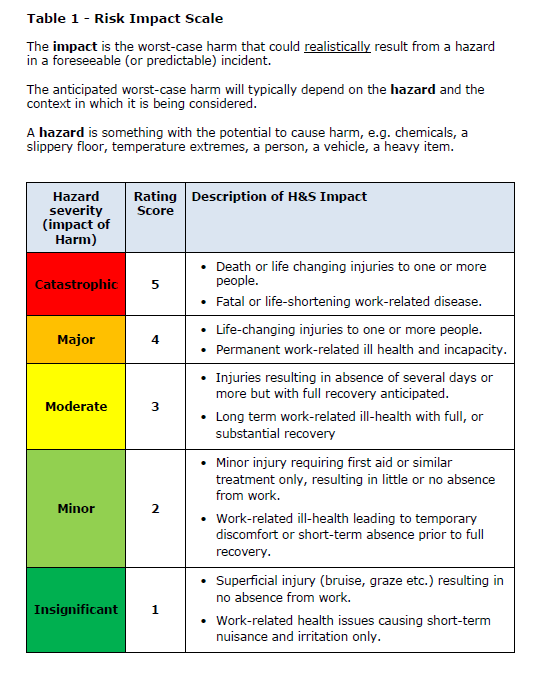 Table 1 - Risk Impact Scale
The impact is the worst-case harm that could realistically result from a hazard
in a foreseeable (or predictable) incident.
The anticipated worst-case harm will typically depend on the hazard and the
context in which it is being considered.
A hazard is something with the potential to cause harm, e.g. chemicals, a
slippery floor, temperature extremes, a person, a vehicle, a heavy item.
Hazard
severity
(impact of
Harm)
Rating
Score
Description of H&S Impact
Catastrophic
5
• Death or life changing injuries to one or more
people.
• Fatal or life-shortening work-related disease.
Major
4
• Life-changing injuries to one or more people.
• Permanent work-related ill health and incapacity.
Moderate
3
• Injuries resulting in absence of several days or
more but with full recovery anticipated.
• Long term work-related ill-health with full, or
substantial recovery
Minor
2
• Minor injury requiring first aid or similar
treatment only, resulting in little or no absence
from work.
• Work-related ill-health leading to temporary
discomfort or short-term absence prior to full
recovery.
Insignificant
1
• Superficial injury (bruise, graze etc.) resulting in
no absence from work.
• Work-related health issues causing short-term
nuisance and irritation only.